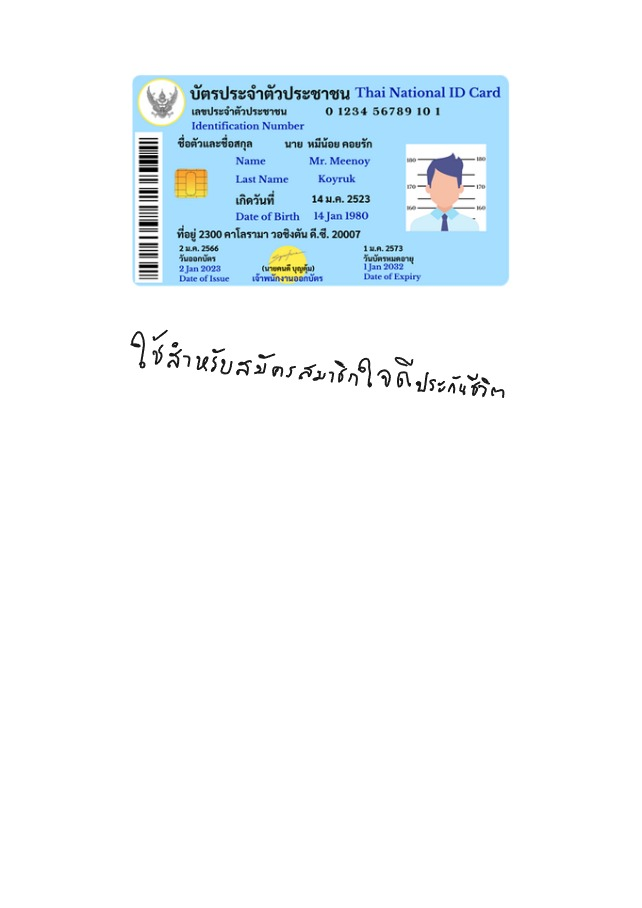 บัตรประจำตัวประชาชน Thai National ID Card
เลขประจำตัวประชาชน 0 1234 56789 10 1
Identification Number
ชื่อตัวและชื่อสกุล นาย หมีน้อย คอยรัก
Name Mr. Meenoy
Last Name Koyruk
เกิดวันที่ 14 ม.ค. 2523
Date of Birth 14 Jan 1980
ที่อยู่ 2300 คาโลรามา วอชิงตัน ดี.ซี. 20007
2 ม.ค. 2566
วันออกบัตร
2 Jan 2023
Date of Issue
(นายคนดี บุญคุ้ม)
เจ้าพนักงานออกบัตร
1 ม.ค. 2573
วันบัตรหมดอายุ
1 Jan 2032
Date of Expiry
180 180
170 170
160 160
ใช้สำหรับสมัครสมาชิกใจดีประกันชีวิต